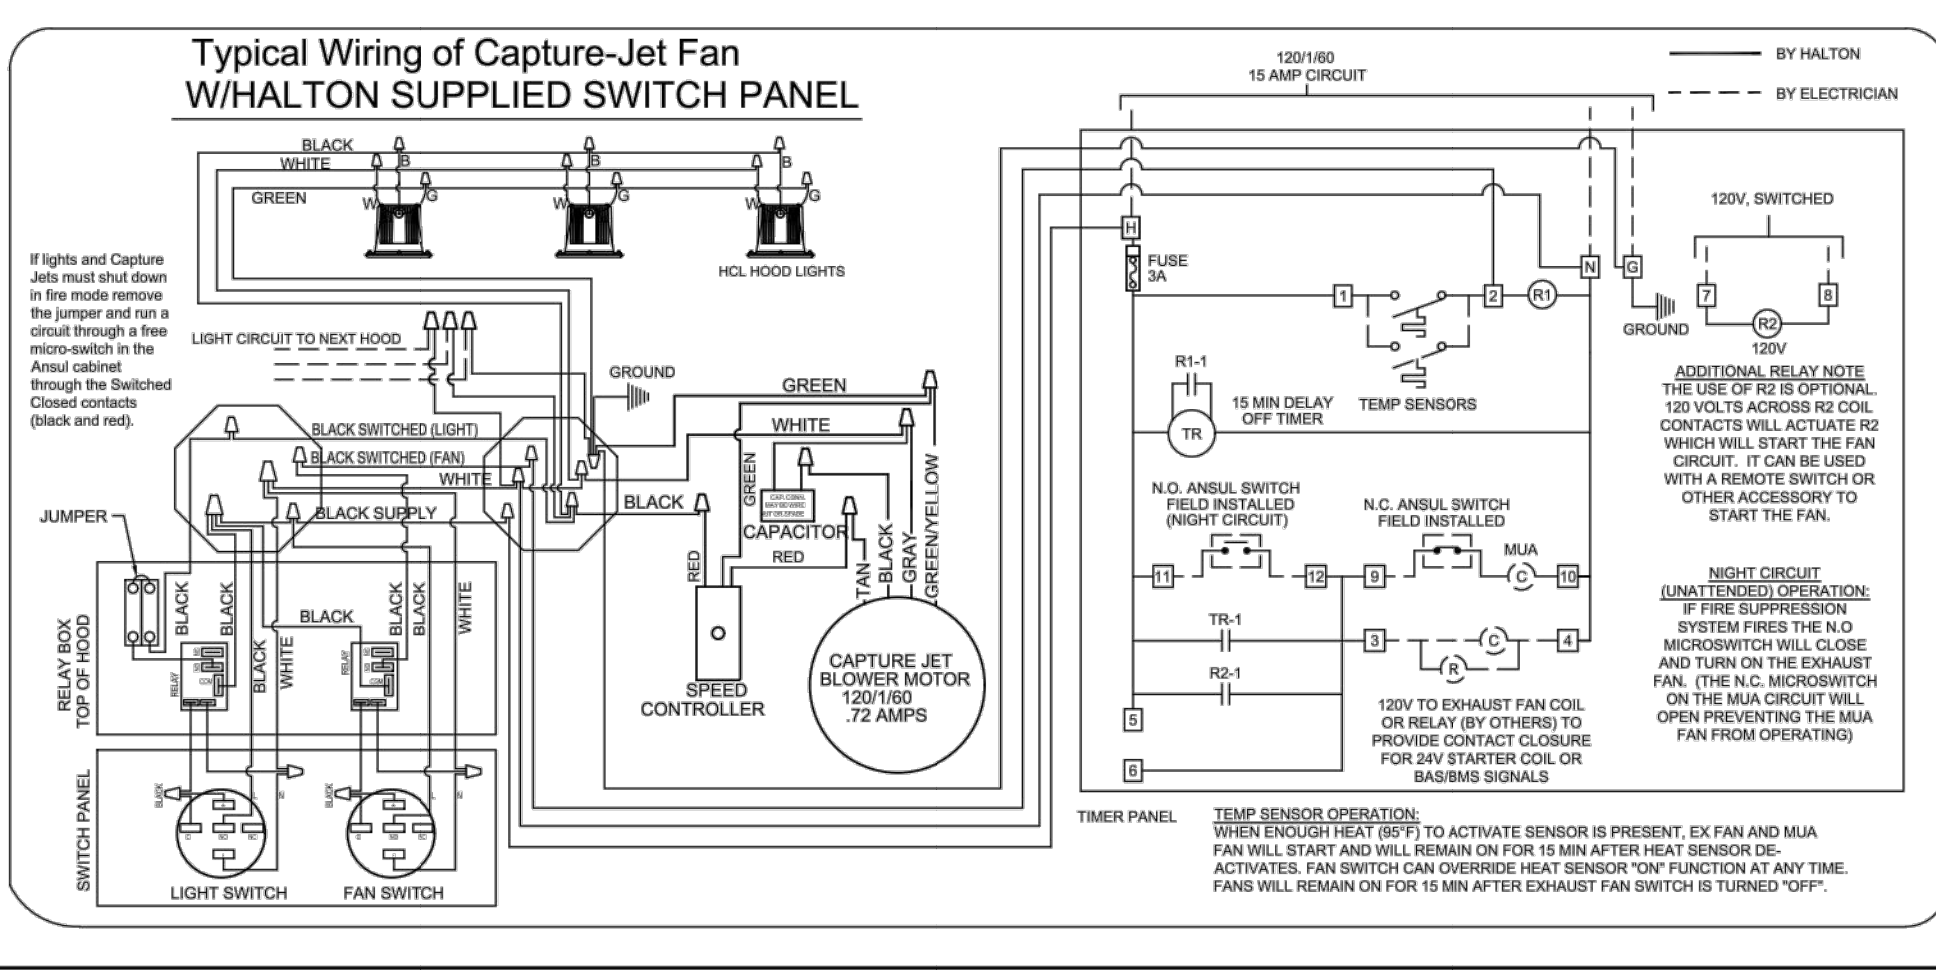 Typical Wiring of Capture-Jet Fan
W/HALTON SUPPLIED SWITCH PANEL
BY HALTON
BY ELECTRICIAN
120/1/60
15 AMP CIRCUIT
BLACK
WHITE
GREEN
B
B
B
W
G
W
G
W
G
HCL HOOD LIGHTS
If lights and Capture
Jets must shut down
in fire mode remove
the jumper and run a
circuit through a free
micro-switch in the
Ansul cabinet
through the Switched
Closed contacts
(black and red).
LIGHT CIRCUIT TO NEXT HOOD
GROUND
BLACK SWITCHED (LIGHT)
BLACK SWITCHED (FAN)
WHITE
BLACK SUPPLY
JUMPER
GREEN
WHITE
GREEN
BLACK
CAPACITOR
RED
RED
TAN
BLACK
GRAY
GREEN/YELLOW
SPEED
CONTROLLER
CAPTURE JET
BLOWER MOTOR
120/1/60
.72 AMPS
RELAY BOX
TOP OF HOOD
BLACK
BLACK
BLACK
WHITE
BLACK
BLACK
BLACK
WHITE
RELAY
COM
RELAY
COM
SWITCH PANEL
BLACK
L
N
BLACK
L
N
LIGHT SWITCH
FAN SWITCH
H
FUSE
3A
N
G
GROUND
1
2
R1
TEMP SENSORS
R1-1
TR
15 MIN DELAY
OFF TIMER
N.O. ANSUL SWITCH
FIELD INSTALLED
(NIGHT CIRCUIT)
N.C. ANSUL SWITCH
FIELD INSTALLED
MUA
11
12
9
C
10
TR-1
3
C
4
R
R2-1
5
6
120V TO EXHAUST FAN COIL
OR RELAY (BY OTHERS) TO
PROVIDE CONTACT CLOSURE
FOR 24V STARTER COIL OR
BAS/BMS SIGNALS
120V, SWITCHED
7
8
R2
120V
ADDITIONAL RELAY NOTE
THE USE OF R2 IS OPTIONAL.
120 VOLTS ACROSS R2 COIL
CONTACTS WILL ACTUATE R2
WHICH WILL START THE FAN
CIRCUIT. IT CAN BE USED
WITH A REMOTE SWITCH OR
OTHER ACCESSORY TO
START THE FAN.
NIGHT CIRCUIT
(UNATTENDED) OPERATION:
IF FIRE SUPPRESSION
SYSTEM FIRES THE N.O
MICROSWITCH WILL CLOSE
AND TURN ON THE EXHAUST
FAN. (THE N.C. MICROSWITCH
ON THE MUA CIRCUIT WILL
OPEN PREVENTING THE MUA
FAN FROM OPERATING)
TIMER PANEL
TEMP SENSOR OPERATION:
WHEN ENOUGH HEAT (95°F) TO ACTIVATE SENSOR IS PRESENT, EX FAN AND MUA
FAN WILL START AND WILL REMAIN ON FOR 15 MIN AFTER HEAT SENSOR DE-
ACTIVATES. FAN SWITCH CAN OVERRIDE HEAT SENSOR "ON" FUNCTION AT ANY TIME.
FANS WILL REMAIN ON FOR 15 MIN AFTER EXHAUST FAN SWITCH IS TURNED "OFF".